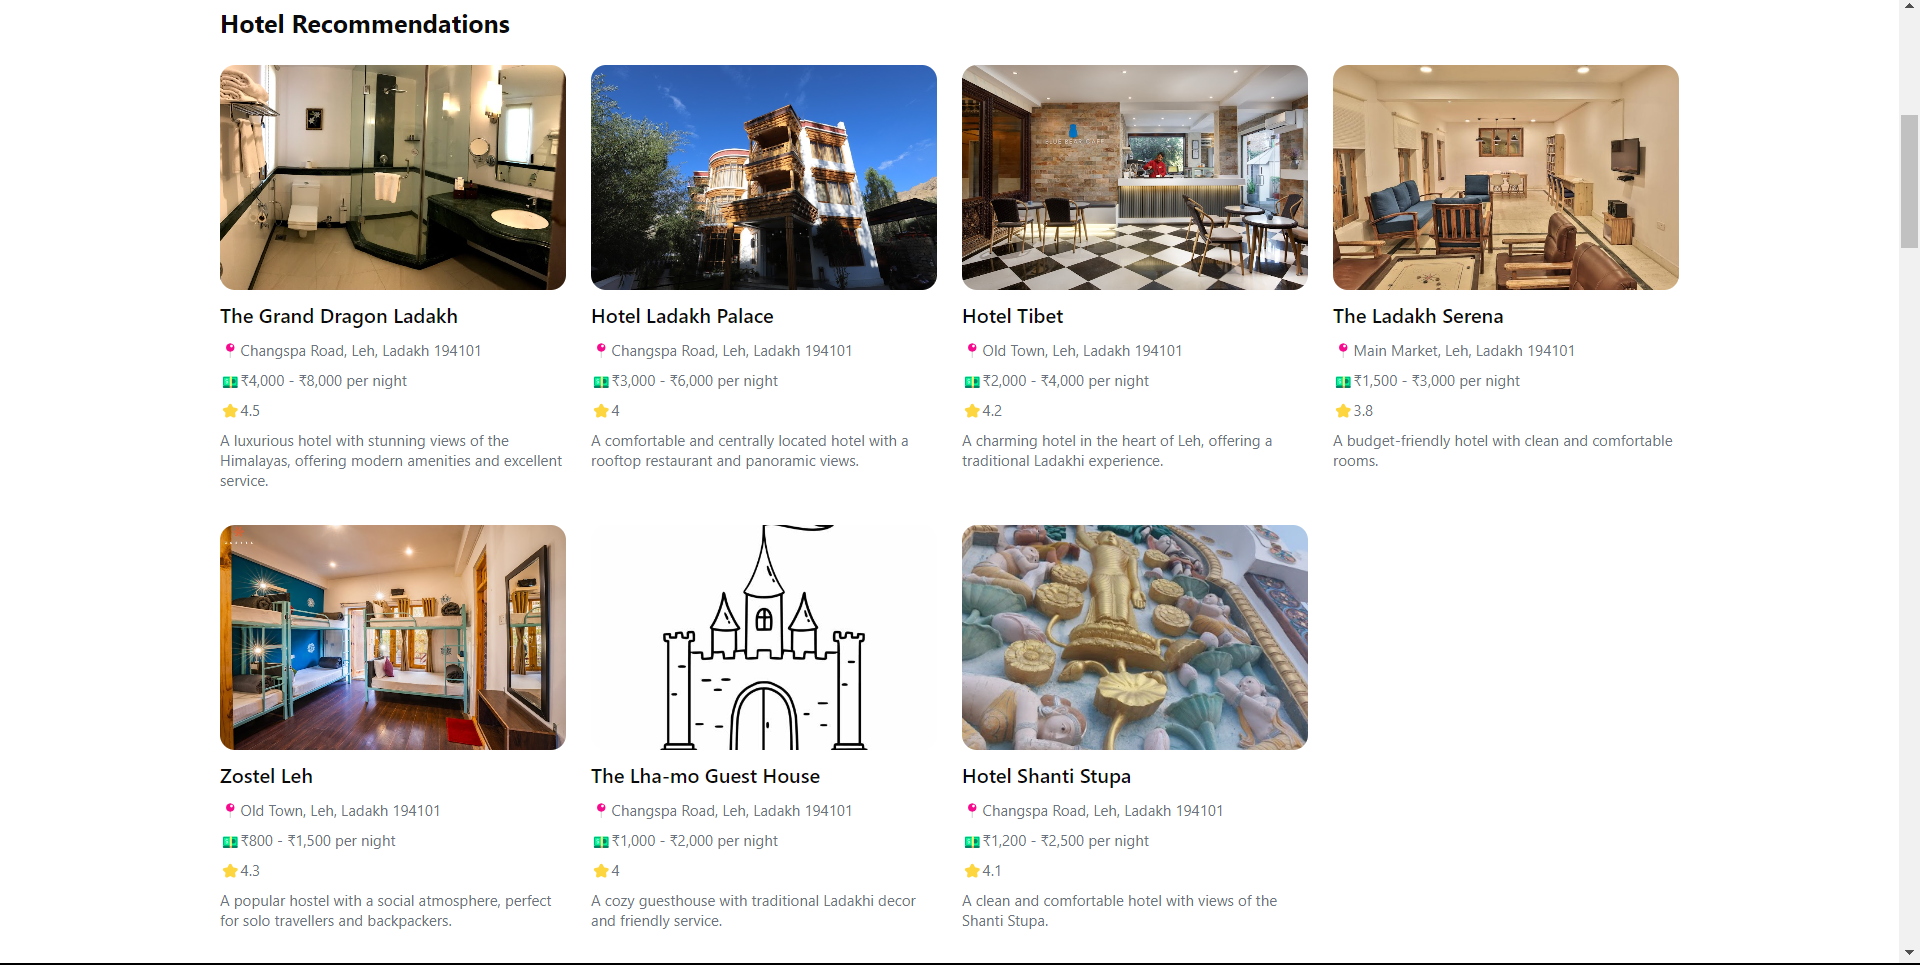 Hotel Recommendations
BLUE BEAR CAFE
The Grand Dragon Ladakh
📍Changspa Road, Leh, Ladakh 194101
💵₹4,000 - ₹8,000 per night
⭐4.5
A luxurious hotel with stunning views of the
Himalayas, offering modern amenities and excellent
service.
Hotel Ladakh Palace
📍Changspa Road, Leh, Ladakh 194101
💵₹3,000 - ₹6,000 per night
⭐4
A comfortable and centrally located hotel with a
rooftop restaurant and panoramic views.
Hotel Tibet
📍Old Town, Leh, Ladakh 194101
💵₹2,000 - ₹4,000 per night
⭐4.2
A charming hotel in the heart of Leh, offering a
traditional Ladakhi experience.
The Ladakh Serena
📍Main Market, Leh, Ladakh 194101
💵₹1,500 - ₹3,000 per night
⭐3.8
A budget-friendly hotel with clean and comfortable
rooms.
Zostel Leh
📍Old Town, Leh, Ladakh 194101
💵₹800 - ₹1,500 per night
⭐4.3
A popular hostel with a social atmosphere, perfect
for solo travellers and backpackers.
The Lha-mo Guest House
📍Changspa Road, Leh, Ladakh 194101
💵₹1,000 - ₹2,000 per night
⭐4
A cozy guesthouse with traditional Ladakhi decor
and friendly service.
Hotel Shanti Stupa
📍Changspa Road, Leh, Ladakh 194101
💵₹1,200 - ₹2,500 per night
⭐4.1
A clean and comfortable hotel with views of the
Shanti Stupa.